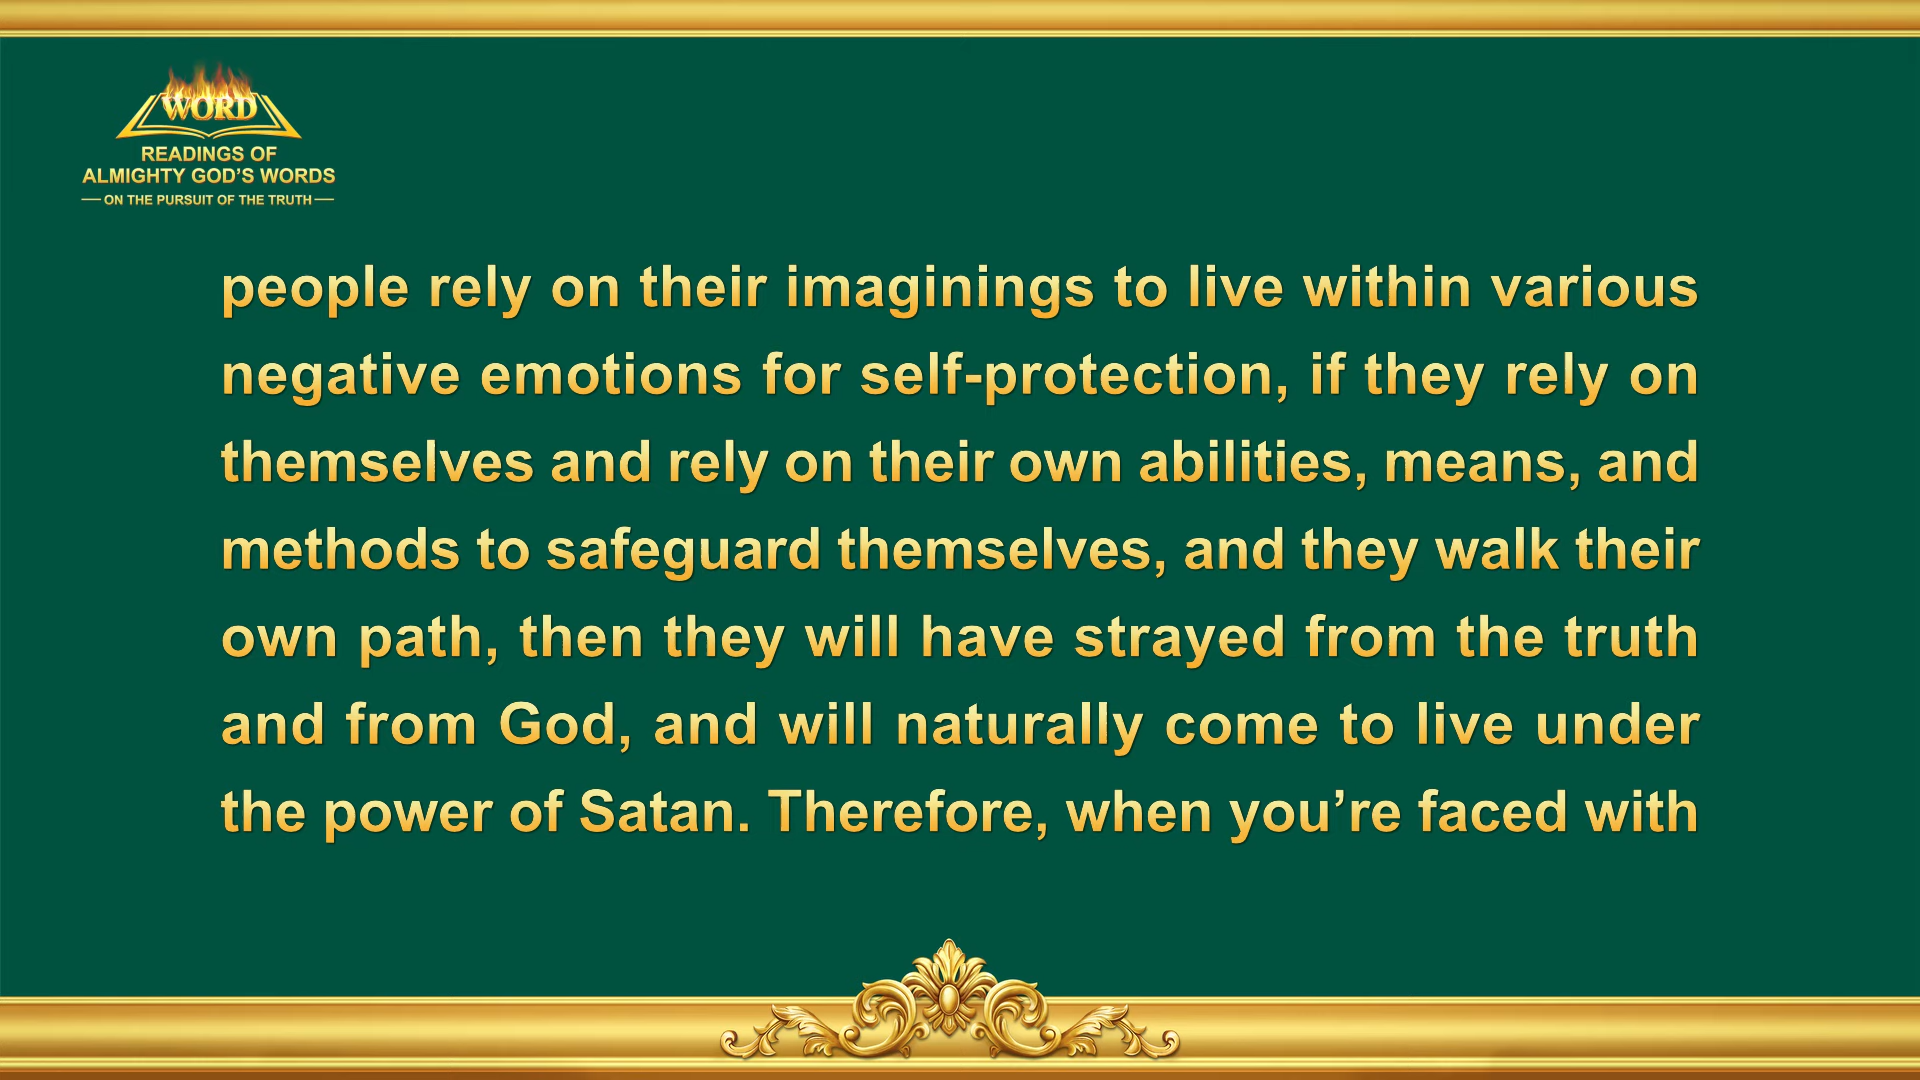 WORD
READINGS OF
ALMIGHTY GOD'S WORDS
— ON THE PURSUIT OF THE TRUTH —
people rely on their imaginings to live within various
negative emotions for self-protection, if they rely on
themselves and rely on their own abilities, means, and
methods to safeguard themselves, and they walk their
own path, then they will have strayed from the truth
and from God, and will naturally come to live under
the power of Satan. Therefore, when you’re faced with